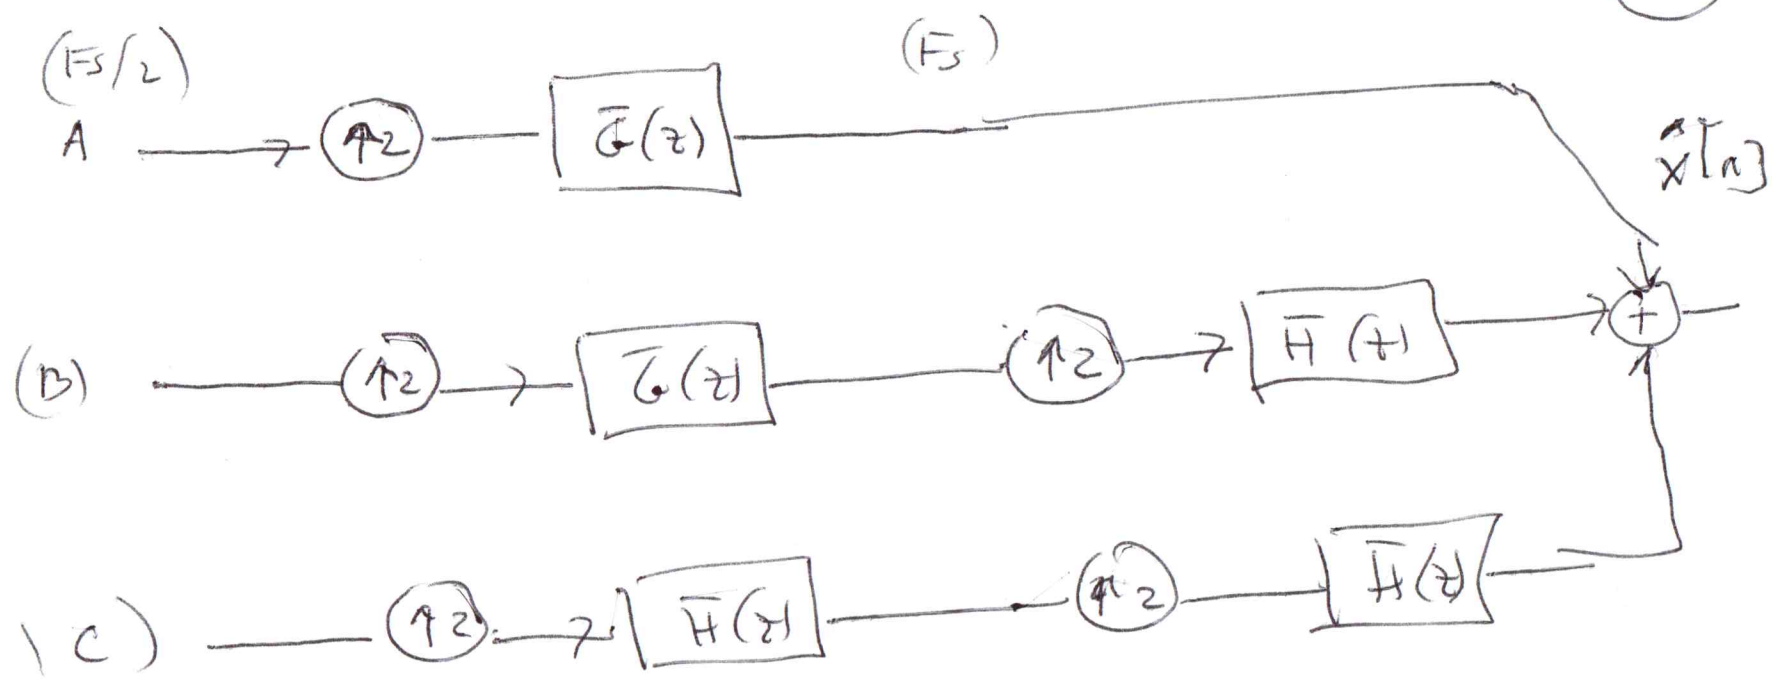 (Fs/2) (Fs)
A ↑2 G̅(z)
x̂[n]
(B) ↑2 G̅(z) ↑2 H̅(z) +
(C) ↑2 H̅(z) ↑2 H̅(z)